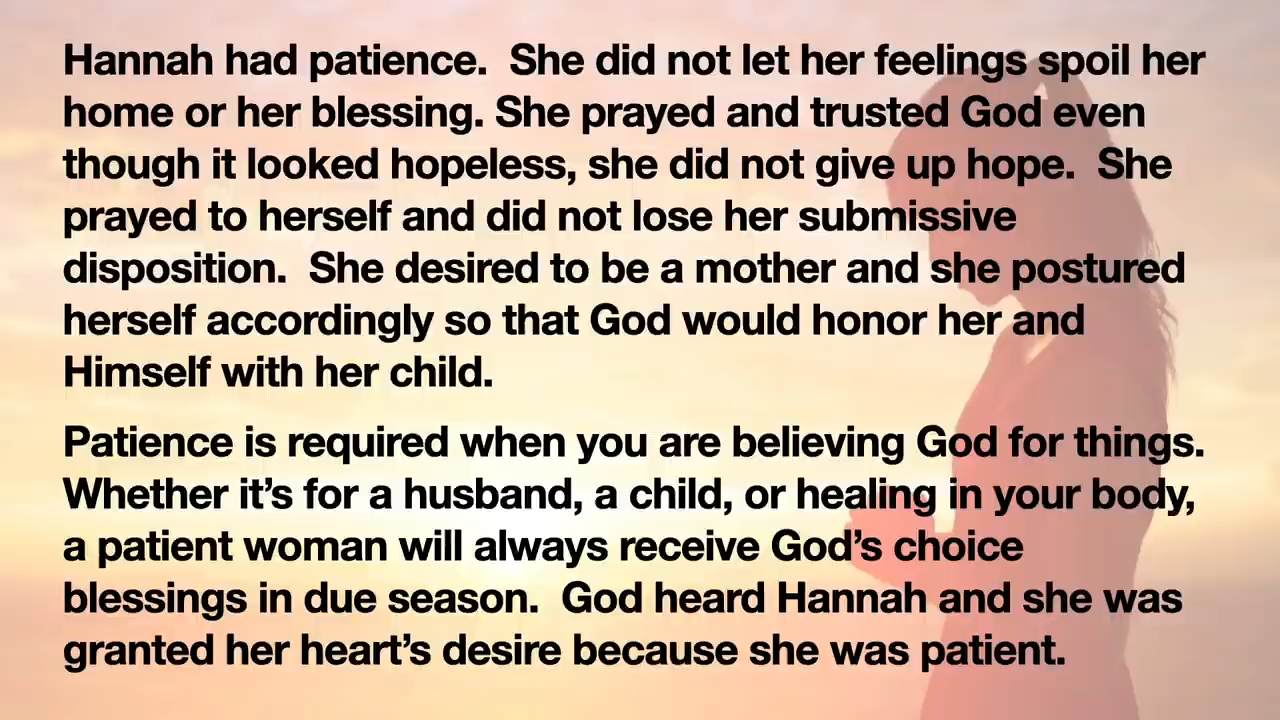 Hannah had patience.  She did not let her feelings spoil her
home or her blessing. She prayed and trusted God even
though it looked hopeless, she did not give up hope.  She
prayed to herself and did not lose her submissive
disposition.  She desired to be a mother and she postured
herself accordingly so that God would honor her and
Himself with her child.
Patience is required when you are believing God for things.
Whether it’s for a husband, a child, or healing in your body,
a patient woman will always receive God’s choice
blessings in due season.  God heard Hannah and she was
granted her heart’s desire because she was patient.